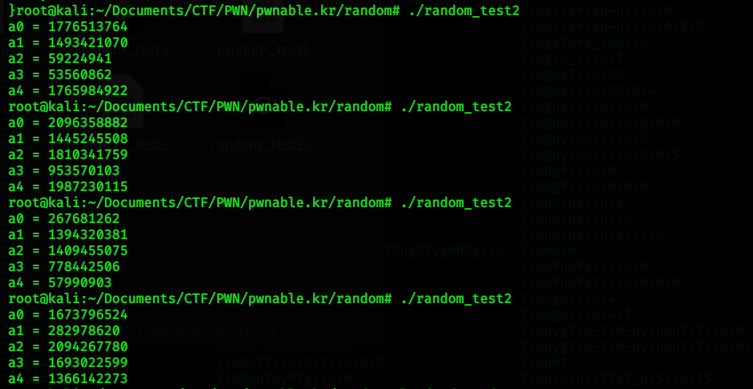 }root@kali:~/Documents/CTF/PWN/pwnable.kr/random# ./random_test2
a0 = 1776513764
a1 = 1493421070
a2 = 59224941
a3 = 53560862
a4 = 1765984922
root@kali:~/Documents/CTF/PWN/pwnable.kr/random# ./random_test2
a0 = 2096358882
a1 = 1445245508
a2 = 1810341759
a3 = 953570103
a4 = 1987230115
root@kali:~/Documents/CTF/PWN/pwnable.kr/random# ./random_test2
a0 = 267681262
a1 = 1394320381
a2 = 1409455075
a3 = 778442506
a4 = 57990903
root@kali:~/Documents/CTF/PWN/pwnable.kr/random# ./random_test2
a0 = 1673796524
a1 = 282978620
a2 = 2094267780
a3 = 1693022599
a4 = 1366142273